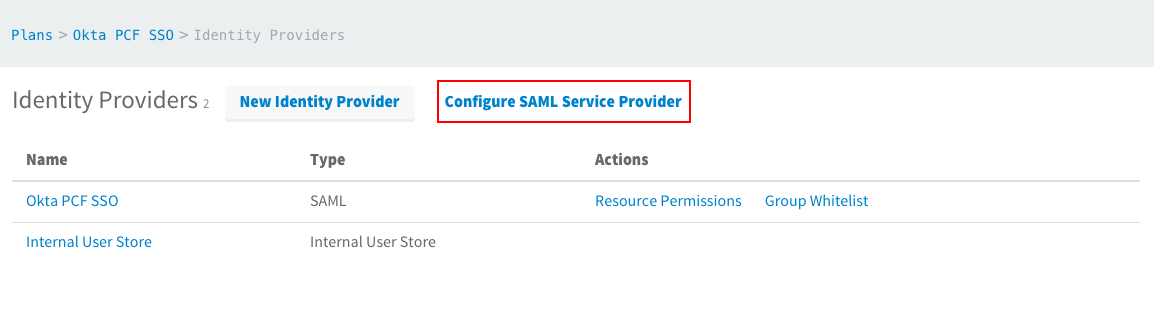 Plans > Okta PCF SSO > Identity Providers
Identity Providers 2 New Identity Provider Configure SAML Service Provider
Name Type Actions
Okta PCF SSO SAML Resource Permissions Group Whitelist
Internal User Store Internal User Store